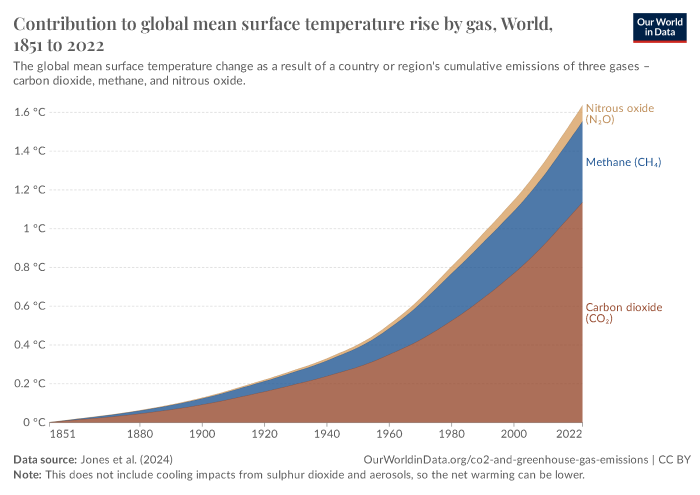 Contribution to global mean surface temperature rise by gas, World,
1851 to 2022
Our World
in Data
The global mean surface temperature change as a result of a country or region's cumulative emissions of three gases –
carbon dioxide, methane, and nitrous oxide.
1.6 °C
1.4 °C
1.2 °C
1 °C
0.8 °C
0.6 °C
0.4 °C
0.2 °C
0 °C
Nitrous oxide
(N₂O)
Methane (CH₄)
Carbon dioxide
(CO₂)
1851 1880 1900 1920 1940 1960 1980 2000 2022
Data source: Jones et al. (2024) OurWorldinData.org/co2-and-greenhouse-gas-emissions | CC BY
Note: This does not include cooling impacts from sulphur dioxide and aerosols, so the net warming can be lower.